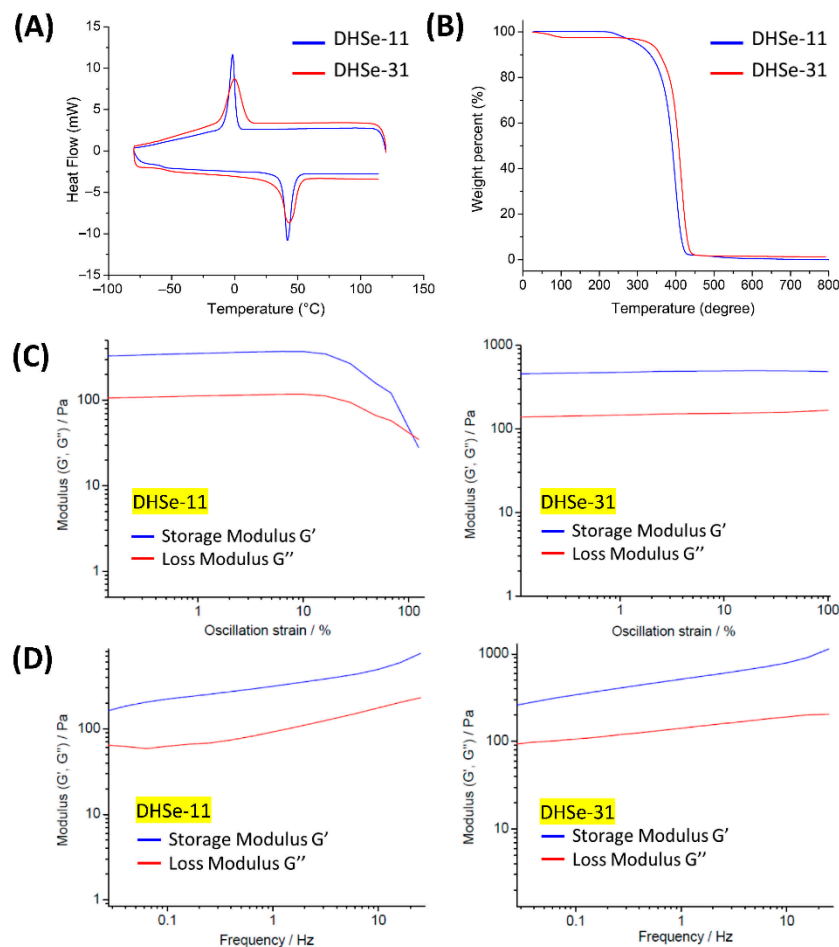 (A)
DHSe-11
DHSe-31
15
10
5
0
−5
−10
−15
Heat Flow (mW)
−100 −50 0 50 100 150
Temperature (°C)
(B)
DHSe-11
DHSe-31
100
80
60
40
20
0
Weight percent (%)
0 100 200 300 400 500 600 700 800
Temperature (degree)
(C)
100
10
1
Modulus (G', G'') / Pa
DHSe-11
Storage Modulus G’
Loss Modulus G’’
1 10 100
Oscillation strain / %
1000
100
10
1
Modulus (G', G'') / Pa
DHSe-31
Storage Modulus G’
Loss Modulus G’’
1 10 100
Oscillation strain / %
(D)
100
10
1
Modulus (G', G'') / Pa
DHSe-11
Storage Modulus G’
Loss Modulus G’’
0.1 1 10
Frequency / Hz
1000
100
10
Modulus (G', G'') / Pa
DHSe-31
Storage Modulus G’
Loss Modulus G’’
0.1 1 10
Frequency / Hz